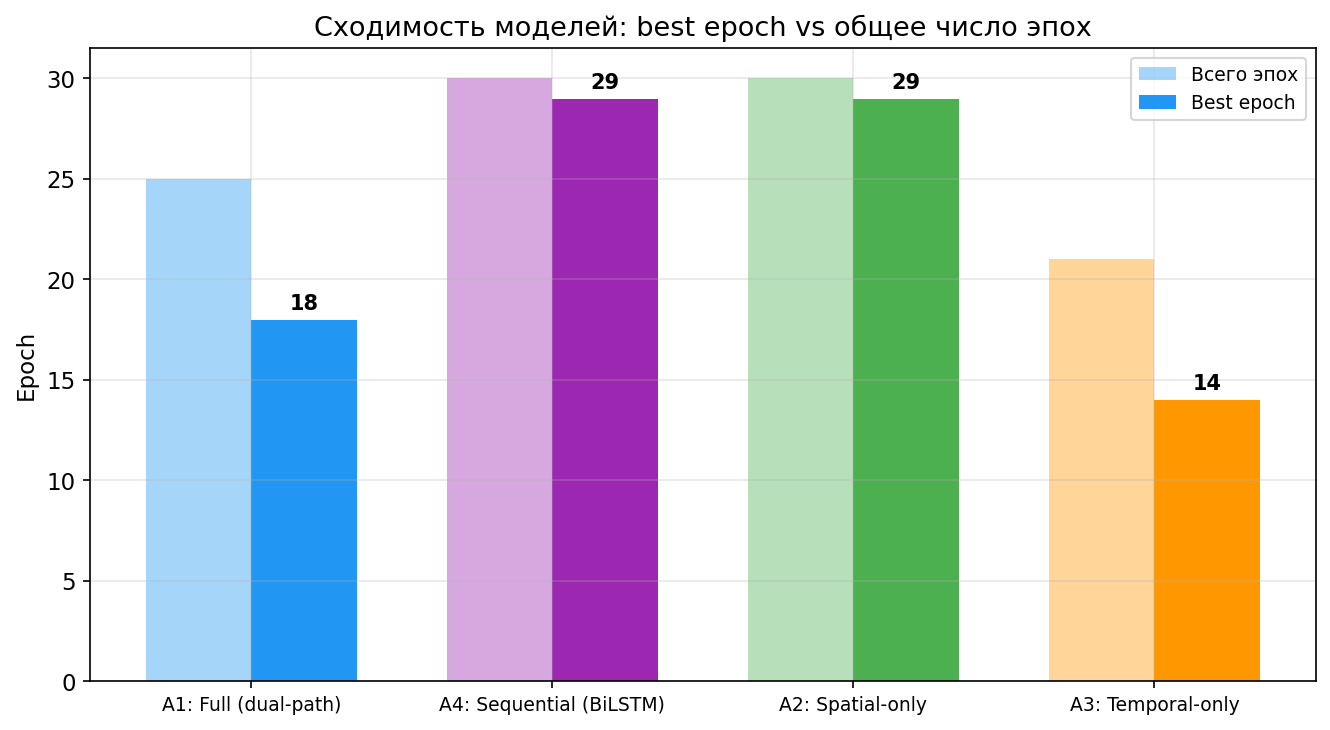 Сходимость моделей: best epoch vs общее число эпох
Всего эпох
Best epoch
Epoch
30
25
20
15
10
5
0
18
29
29
14
A1: Full (dual-path)
A4: Sequential (BiLSTM)
A2: Spatial-only
A3: Temporal-only